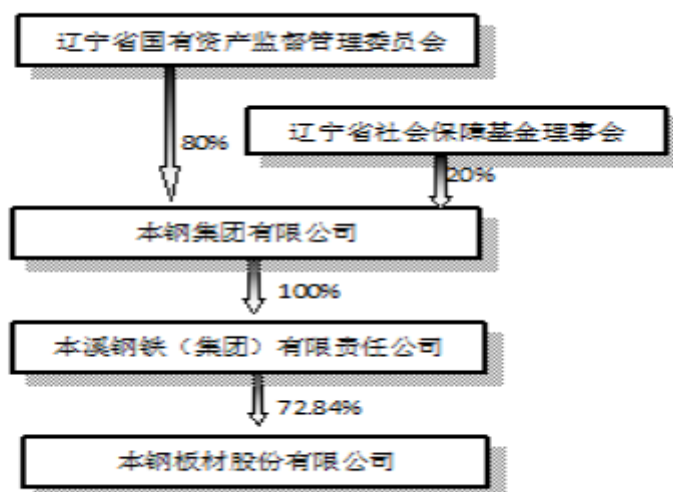 辽宁省国有资产监督管理委员会
80%
辽宁省社会保障基金理事会
20%
本钢集团有限公司
100%
本溪钢铁（集团）有限责任公司
72.84%
本钢板材股份有限公司